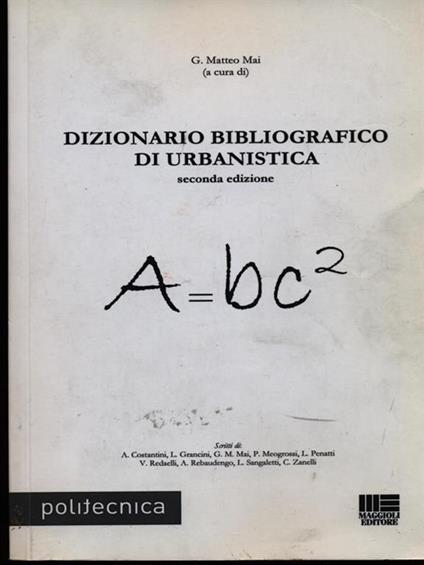 G. Matteo Mai
(a cura di)
DIZIONARIO BIBLIOGRAFICO
DI URBANISTICA
seconda edizione
A=bc²
Scritti di:
A. Costantini, L. Grancini, G. M. Mai, P. Meogrossi, L. Penatti
V. Redaelli, A. Rebaudengo, L. Sangaletti, C. Zanelli
politecnica
MAGGIOLI
EDITORE